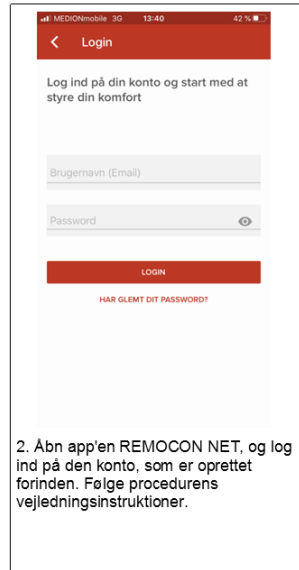 MEDIONmobile 3G 13:40 42 %
Login
Log ind på din konto og start med at
styre din komfort
Brugernavn (Email)
Password
LOGIN
HAR GLEMT DIT PASSWORD?
2. Åbn app'en REMOCON NET, og log
ind på den konto, som er oprettet
forinden. Følge procedurens
vejledningsinstruktioner.